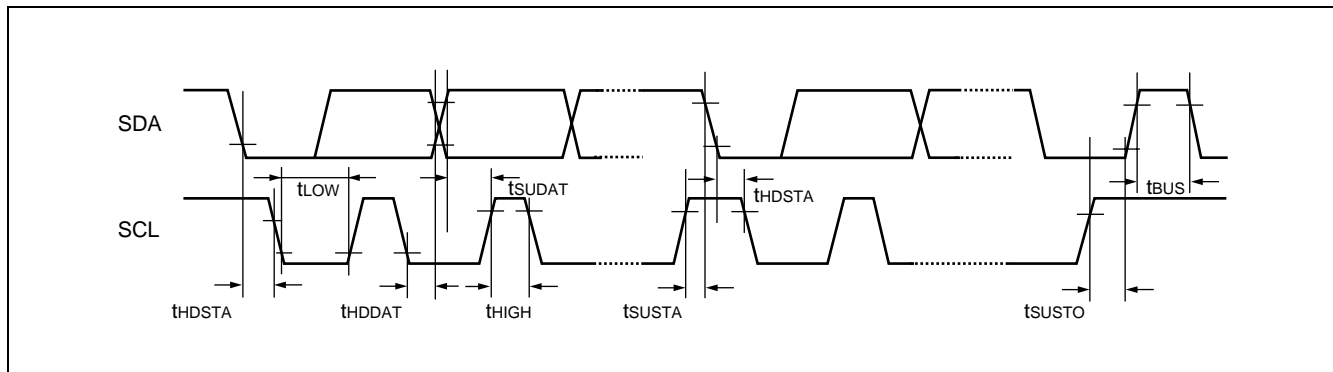 SDA
tLOW
tSUDAT
tHDSTA
tBUS
SCL
tHDSTA
tHDDAT
tHIGH
tSUSTA
tSUSTO